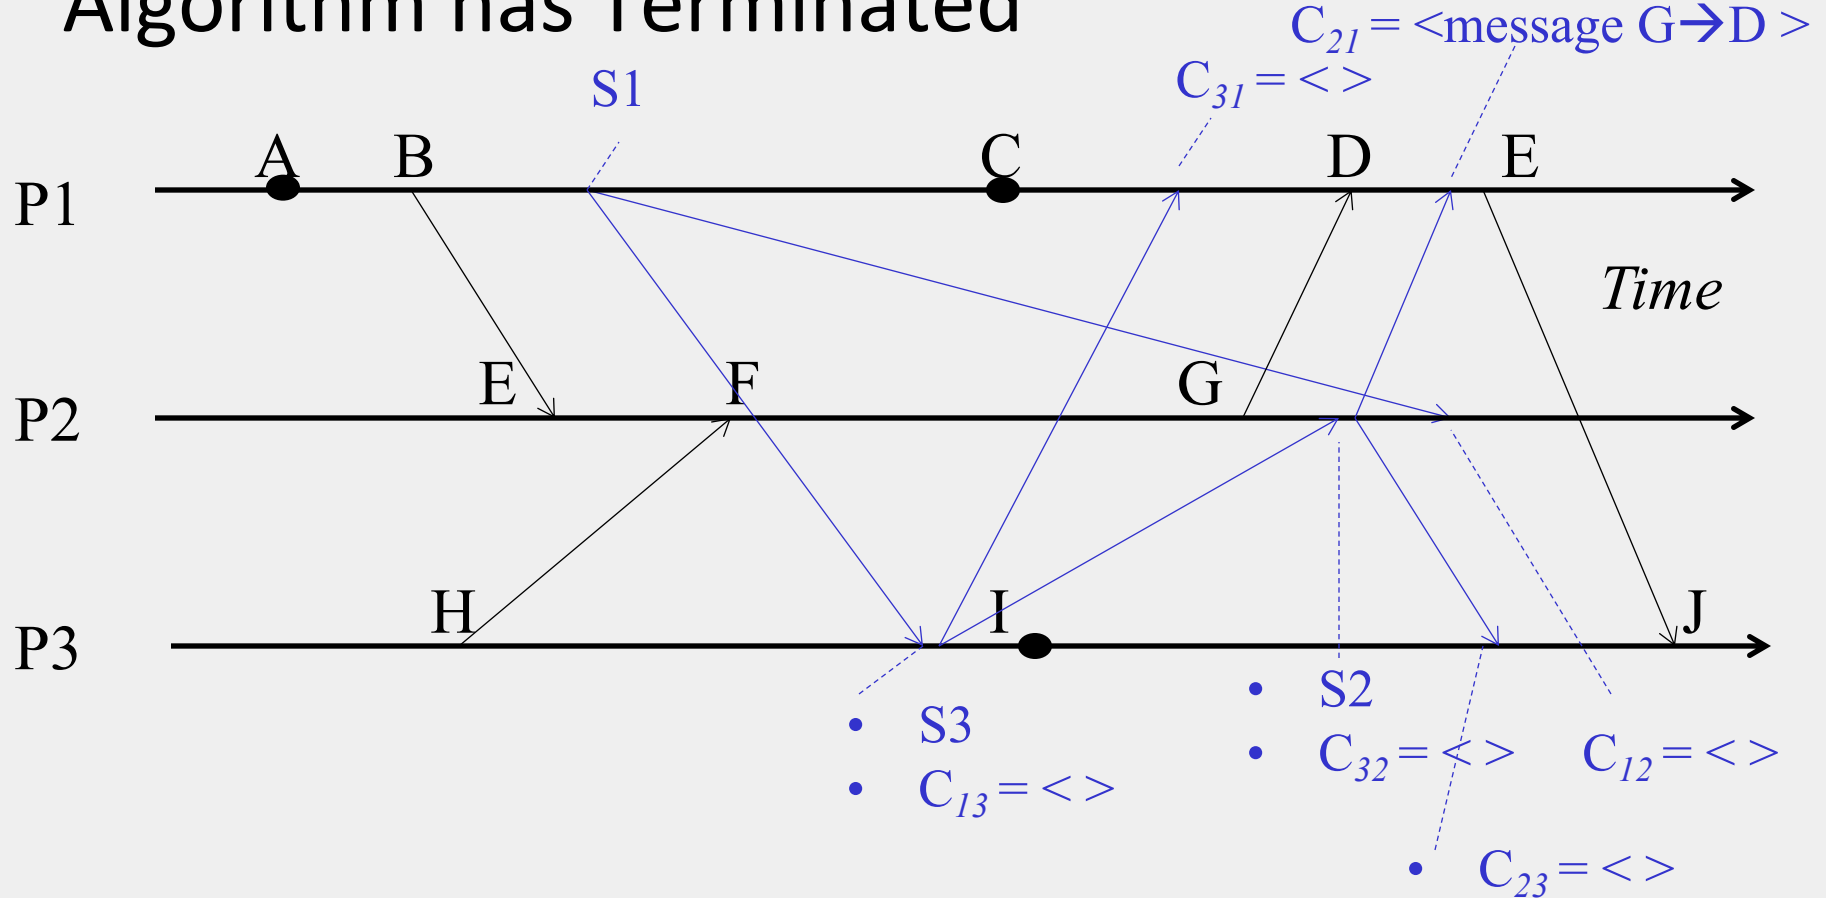 Algorithm has Terminated
C21 = <message G→D >
C31 = < >
S1
A B C D E
P1
Time
E F G
P2
H I J
P3
• S3
• C13 = < >
• S2
• C32 = < >
C12 = < >
• C23 = < >